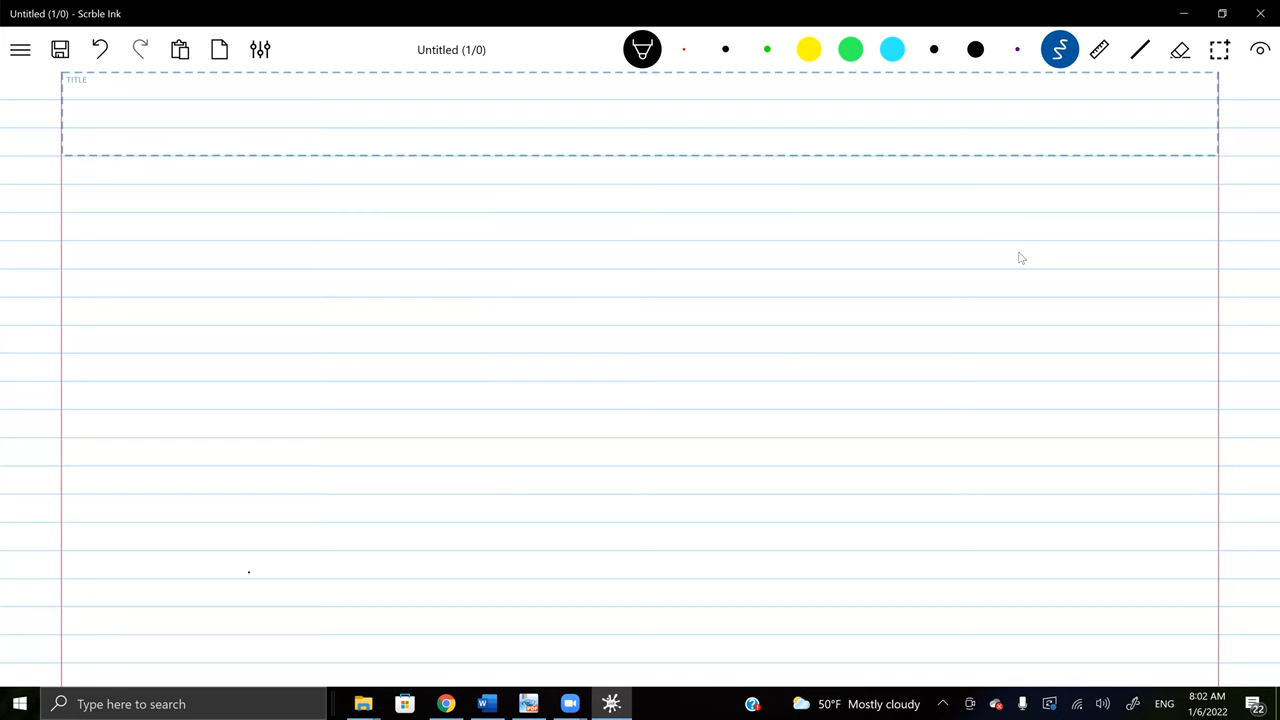 Untitled (1/0) - Scrble Ink
Untitled (1/0)
TITLE
Type here to search
50°F Mostly cloudy
ENG
8:02 AM
1/6/2022
22